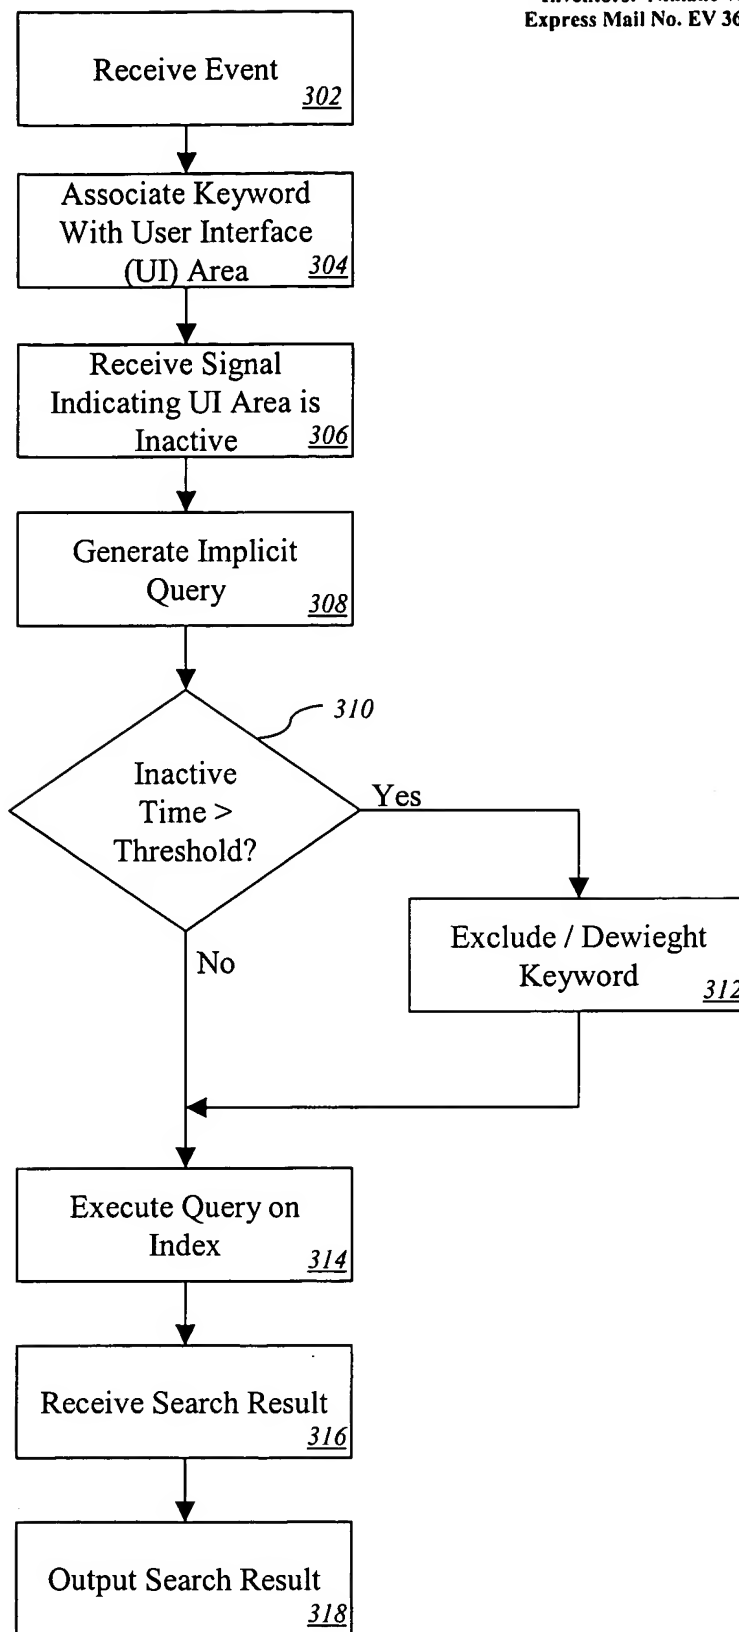 Express Mail No. EV 36
Receive Event
302
Associate Keyword
With User Interface
(UI) Area
304
Receive Signal
Indicating UI Area is
Inactive
306
Generate Implicit
Query
308
310
Inactive
Time >
Threshold?
Yes
No
Exclude / Dewieght
Keyword
312
Execute Query on
Index
314
Receive Search Result
316
Output Search Result
318